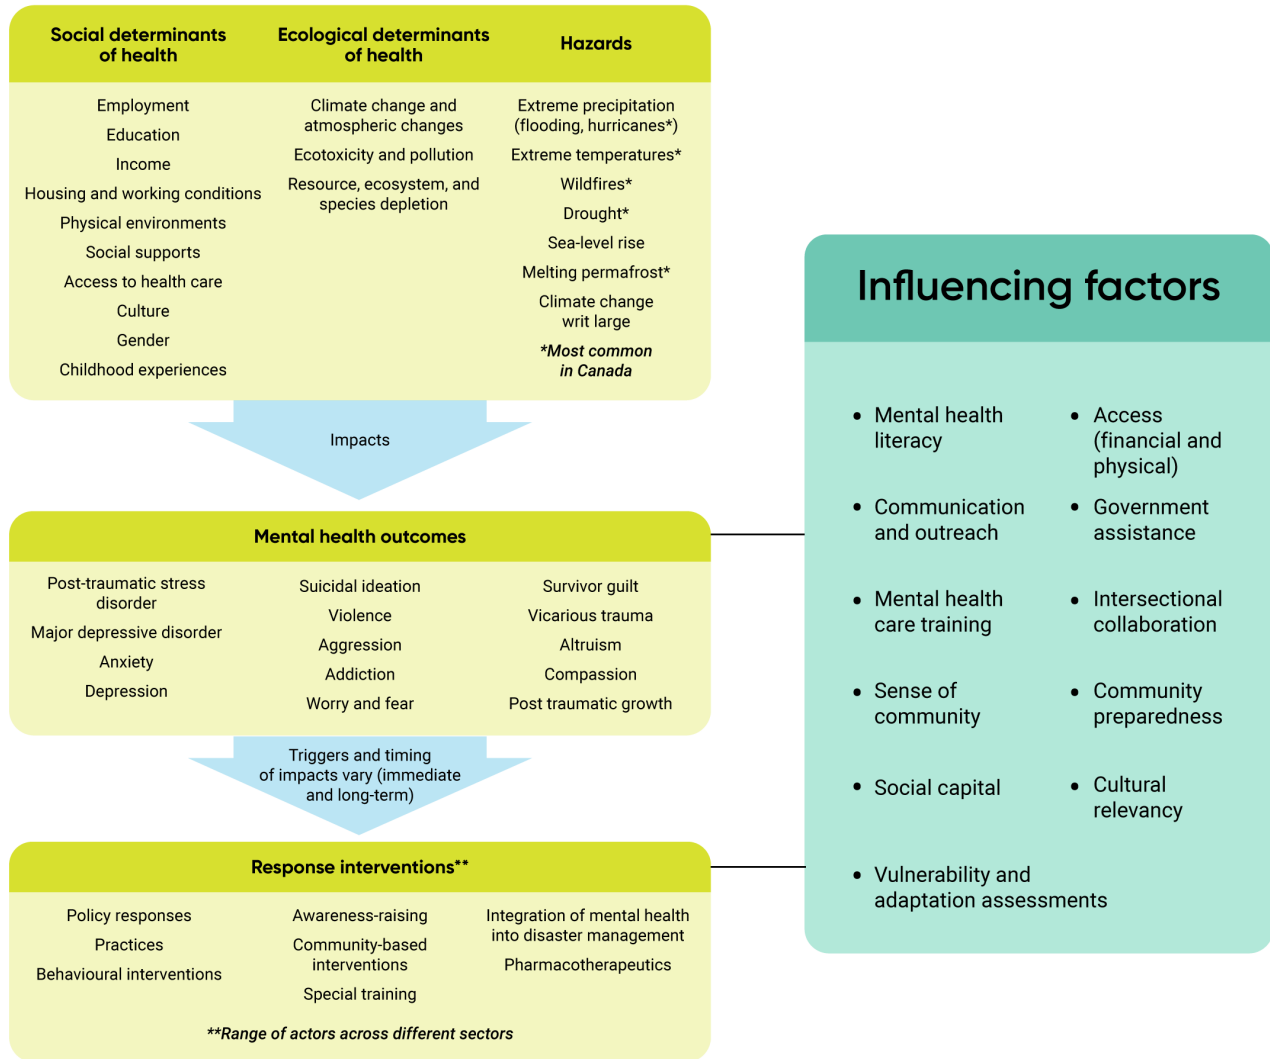 Social determinants
of health
Employment
Education
Income
Housing and working conditions
Physical environments
Social supports
Access to health care
Culture
Gender
Childhood experiences
Ecological determinants
of health
Climate change and
atmospheric changes
Ecotoxicity and pollution
Resource, ecosystem, and
species depletion
Hazards
Extreme precipitation
(flooding, hurricanes*)
Extreme temperatures*
Wildfires*
Drought*
Sea-level rise
Melting permafrost*
Climate change
writ large
*Most common
in Canada
Impacts
Mental health outcomes
Post-traumatic stress
disorder
Major depressive disorder
Anxiety
Depression
Suicidal ideation
Violence
Aggression
Addiction
Worry and fear
Survivor guilt
Vicarious trauma
Altruism
Compassion
Post traumatic growth
Triggers and timing
of impacts vary (immediate
and long-term)
Response interventions**
Policy responses
Practices
Behavioural interventions
Awareness-raising
Community-based
interventions
Special training
Integration of mental health
into disaster management
Pharmacotherapeutics
**Range of actors across different sectors
Influencing factors
• Mental health
literacy
• Communication
and outreach
• Mental health
care training
• Sense of
community
• Social capital
• Vulnerability and
adaptation assessments
• Access
(financial and
physical)
• Government
assistance
• Intersectional
collaboration
• Community
preparedness
• Cultural
relevancy